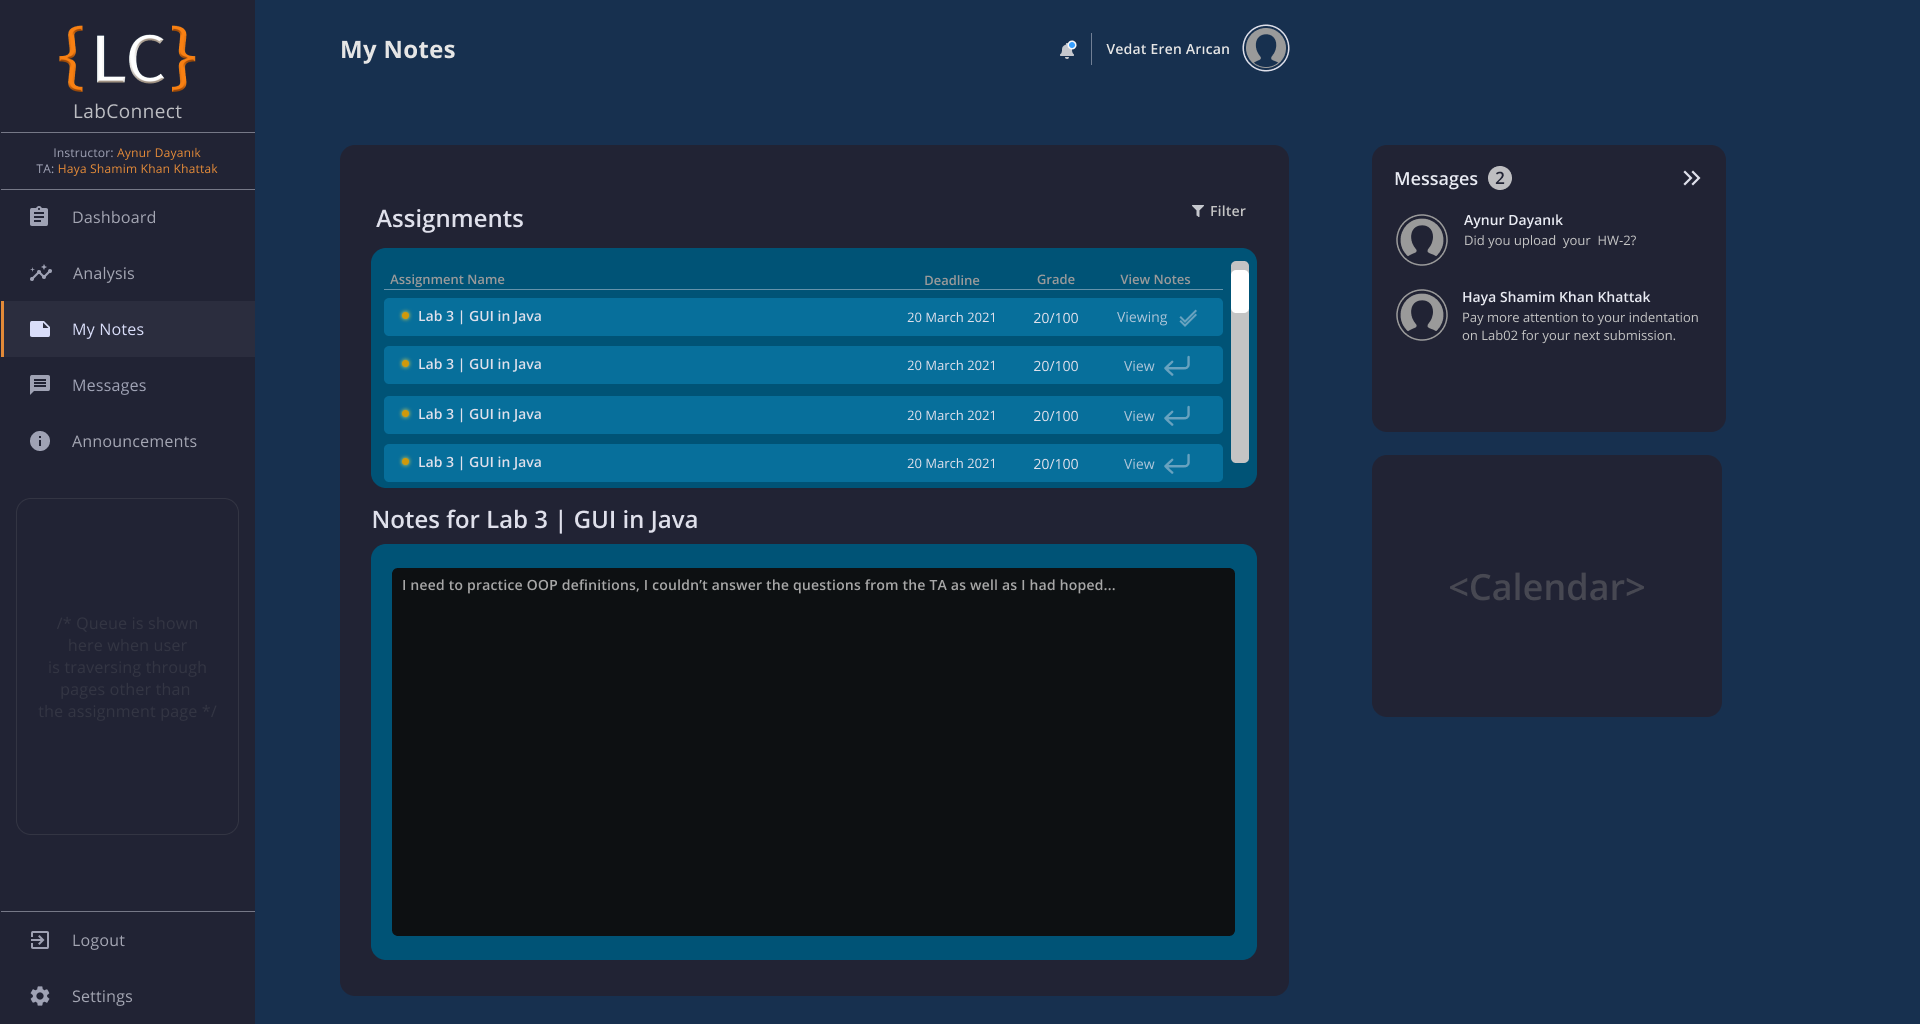 {LC}
LabConnect
Instructor: Aynur Dayanık
TA: Haya Shamim Khan Khattak
Dashboard
Analysis
My Notes
Messages
Announcements
/* Queue is shown
here when user
is traversing through
pages other than
the assignment page */
Logout
Settings
My Notes
Vedat Eren Arıcan
Assignments
Filter
Assignment Name Deadline Grade View Notes
Lab 3 | GUI in Java 20 March 2021 20/100 Viewing
Lab 3 | GUI in Java 20 March 2021 20/100 View
Lab 3 | GUI in Java 20 March 2021 20/100 View
Lab 3 | GUI in Java 20 March 2021 20/100 View
Notes for Lab 3 | GUI in Java
I need to practice OOP definitions, I couldn’t answer the questions from the TA as well as I had hoped...
Messages 2
Aynur Dayanık
Did you upload your HW-2?
Haya Shamim Khan Khattak
Pay more attention to your indentation
on Lab02 for your next submission.
<Calendar>